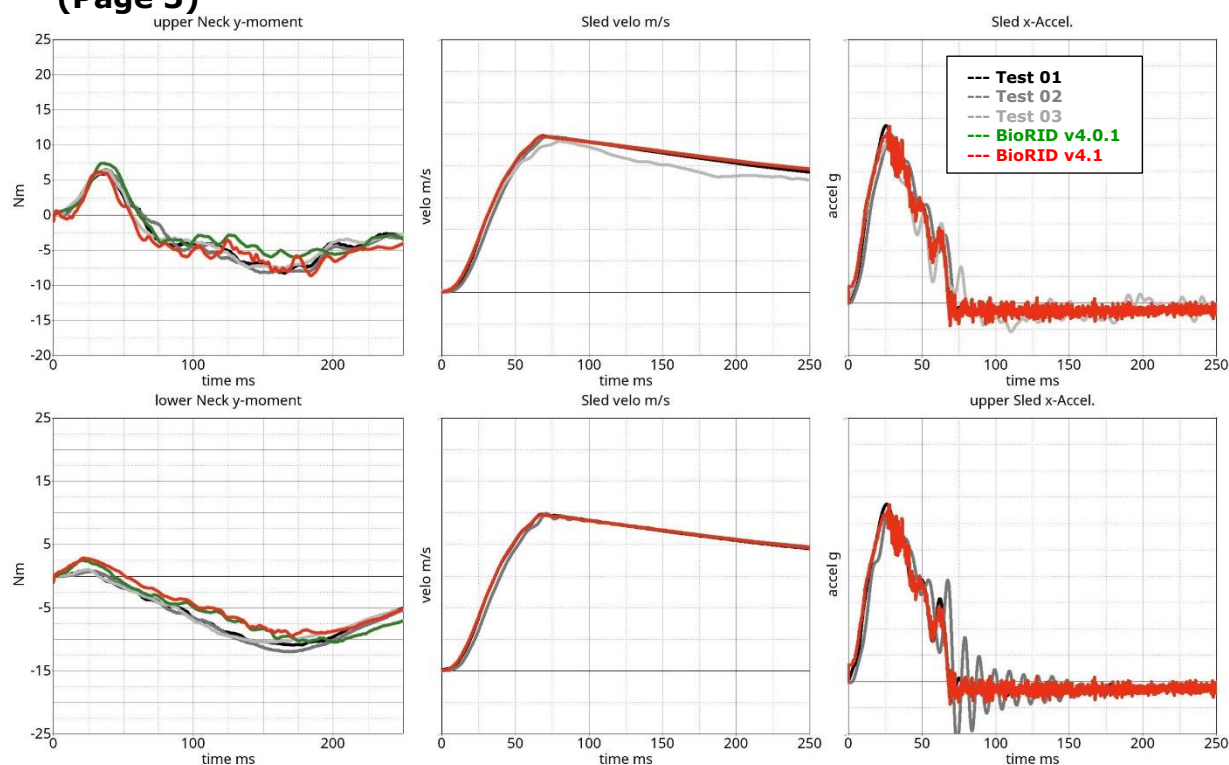 (Page 5)
upper Neck y-moment
Sled velo m/s
Sled x-Accel.
25
20
15
10
5
0
-5
-10
-15
-20
Nm
0
100
200
time ms
velo m/s
0
50
100
150
200
250
time ms
accel g
--- Test 01
--- Test 02
--- Test 03
--- BioRID v4.0.1
--- BioRID v4.1
0
50
100
150
200
250
time ms
lower Neck y-moment
Sled velo m/s
upper Sled x-Accel.
25
15
5
-5
-15
-25
Nm
0
100
200
time ms
velo m/s
0
50
100
150
200
250
time ms
accel g
0
50
100
150
200
250
time ms